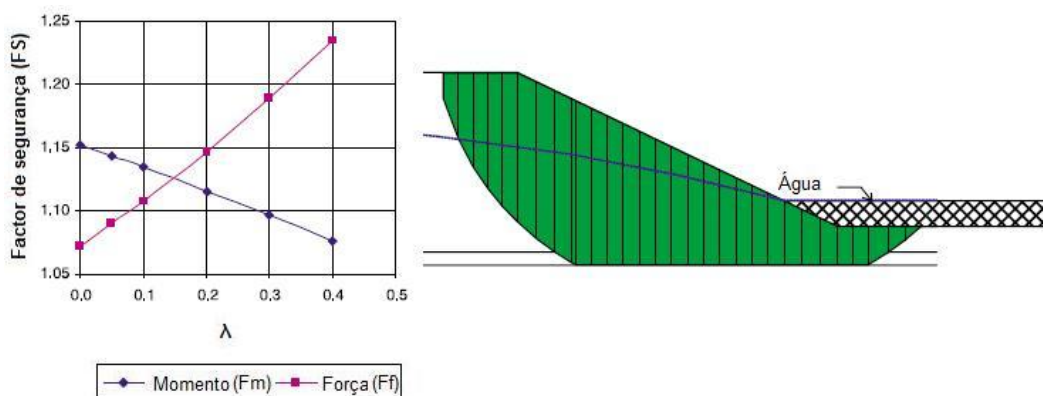 Factor de segurança (FS)
1,25
1,20
1,15
1,10
1.05
0,0 0,1 0,2 0,3 0,4 0,5
λ
Momento (Fm) Força (Ff)
Água